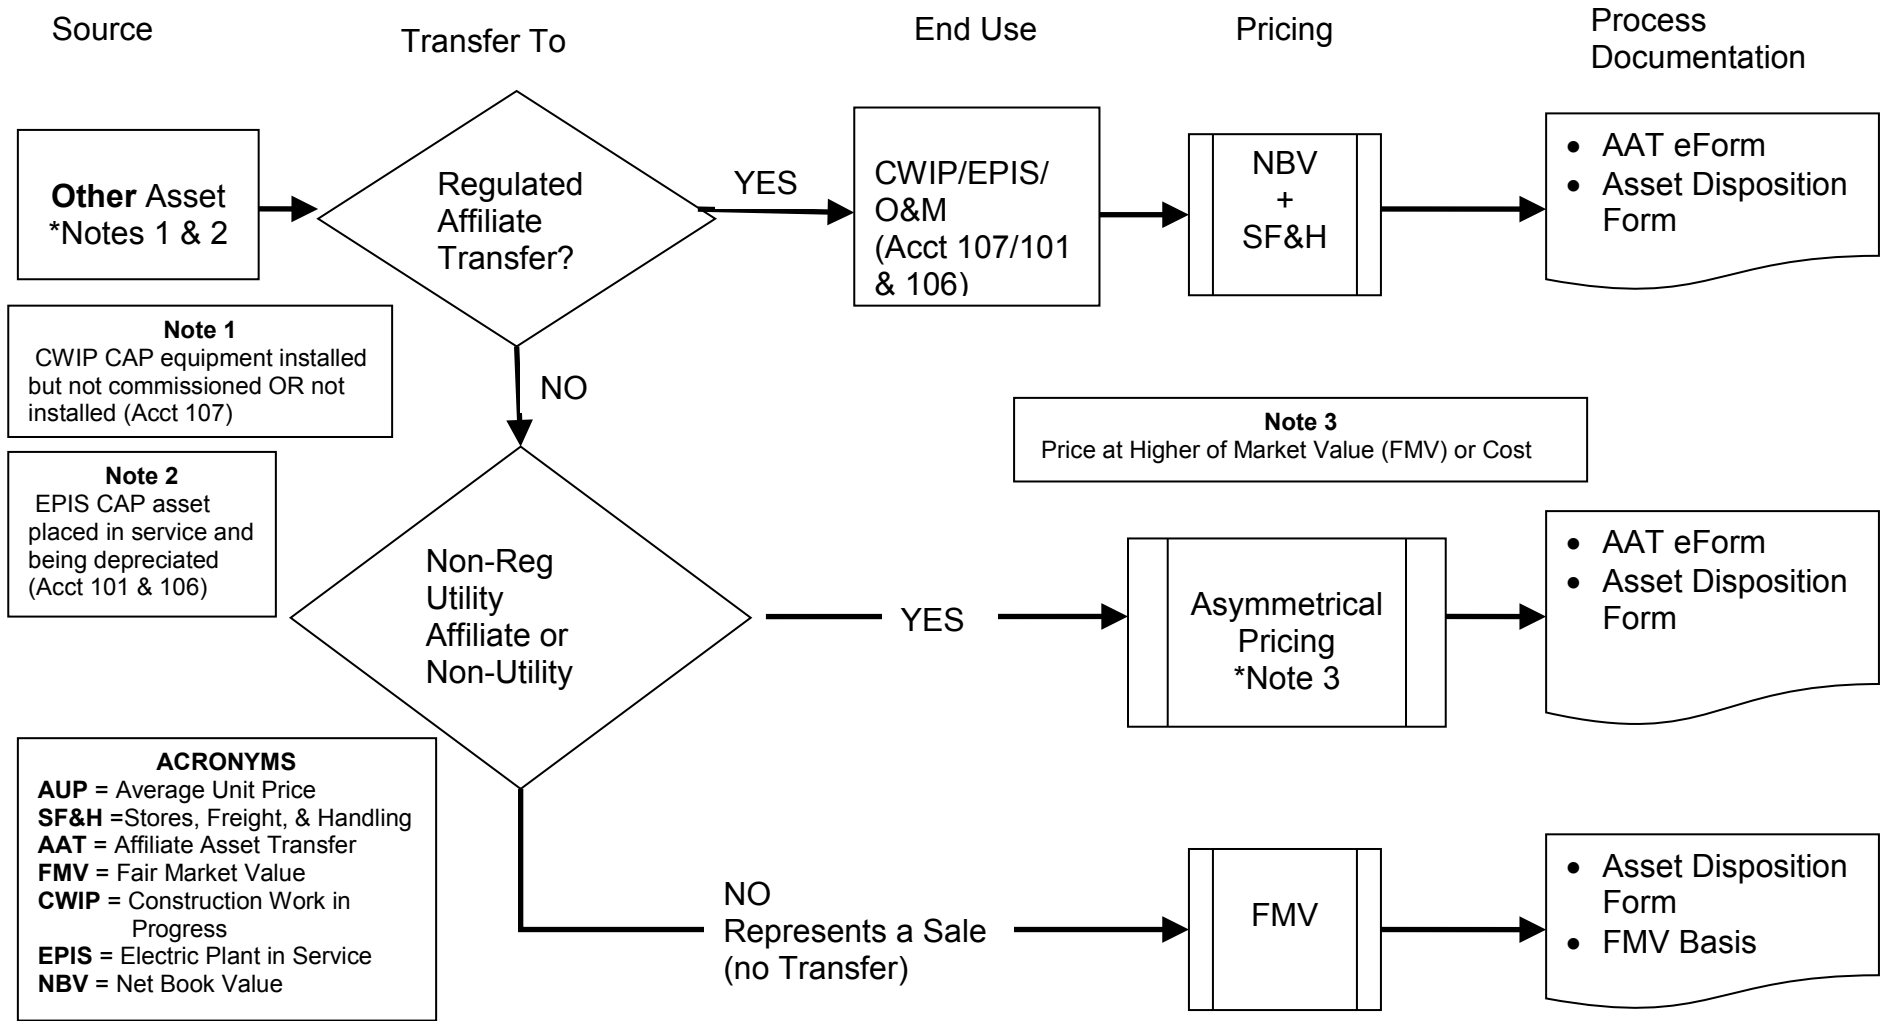 Source
Transfer To
End Use
Pricing
Process
Documentation
Other Asset
*Notes 1 & 2
Regulated
Affiliate
Transfer?
YES
CWIP/EPIS/
O&M
(Acct 107/101
& 106)
NBV
+
SF&H
• AAT eForm
• Asset Disposition
Form
Note 1
CWIP CAP equipment installed
but not commissioned OR not
installed (Acct 107)
NO
Note 3
Price at Higher of Market Value (FMV) or Cost
Note 2
EPIS CAP asset
placed in service and
being depreciated
(Acct 101 & 106)
Non-Reg
Utility
Affiliate or
Non-Utility
YES
Asymmetrical
Pricing
*Note 3
• AAT eForm
• Asset Disposition
Form
ACRONYMS
AUP = Average Unit Price
SF&H =Stores, Freight, & Handling
AAT = Affiliate Asset Transfer
FMV = Fair Market Value
CWIP = Construction Work in
Progress
EPIS = Electric Plant in Service
NBV = Net Book Value
NO
Represents a Sale
(no Transfer)
FMV
• Asset Disposition
Form
• FMV Basis